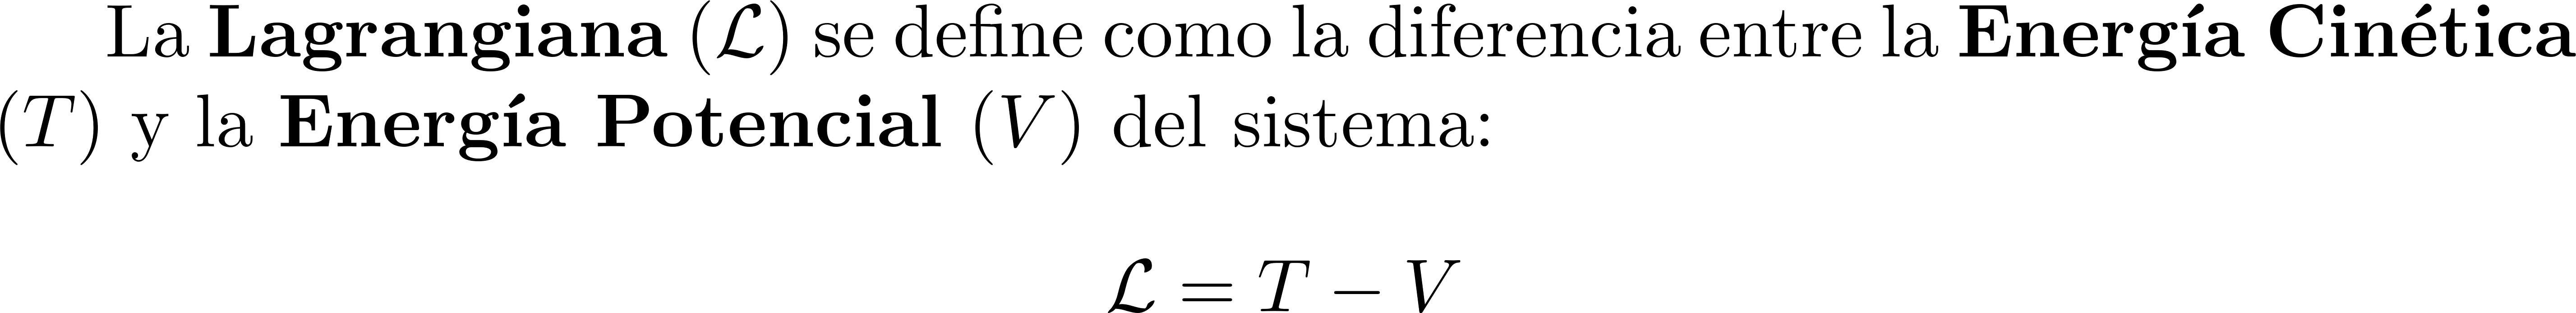 La Lagrangiana (ℒ) se define como la diferencia entre la Energía Cinética
(T) y la Energía Potencial (V) del sistema:
ℒ = T − V